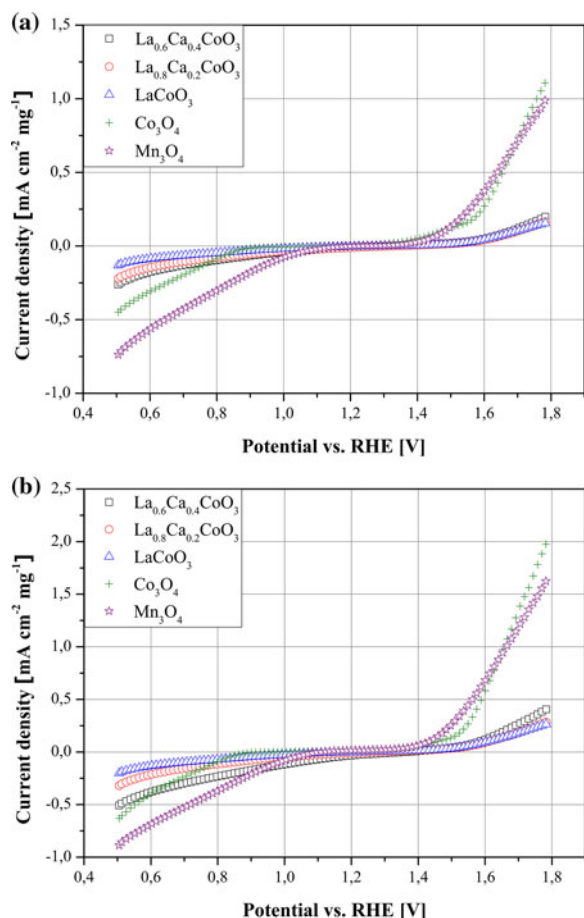 (a)
1,5
1,0
0,5
0,0
-0,5
-1,0
Current density [mA cm⁻² mg⁻¹]
La₀.₆Ca₀.₄CoO₃
La₀.₈Ca₀.₂CoO₃
LaCoO₃
Co₃O₄
Mn₃O₄
0,4 0,6 0,8 1,0 1,2 1,4 1,6 1,8
Potential vs. RHE [V]
(b)
2,5
2,0
1,5
1,0
0,5
0,0
-0,5
-1,0
Current density [mA cm⁻² mg⁻¹]
La₀.₆Ca₀.₄CoO₃
La₀.₈Ca₀.₂CoO₃
LaCoO₃
Co₃O₄
Mn₃O₄
0,4 0,6 0,8 1,0 1,2 1,4 1,6 1,8
Potential vs. RHE [V]